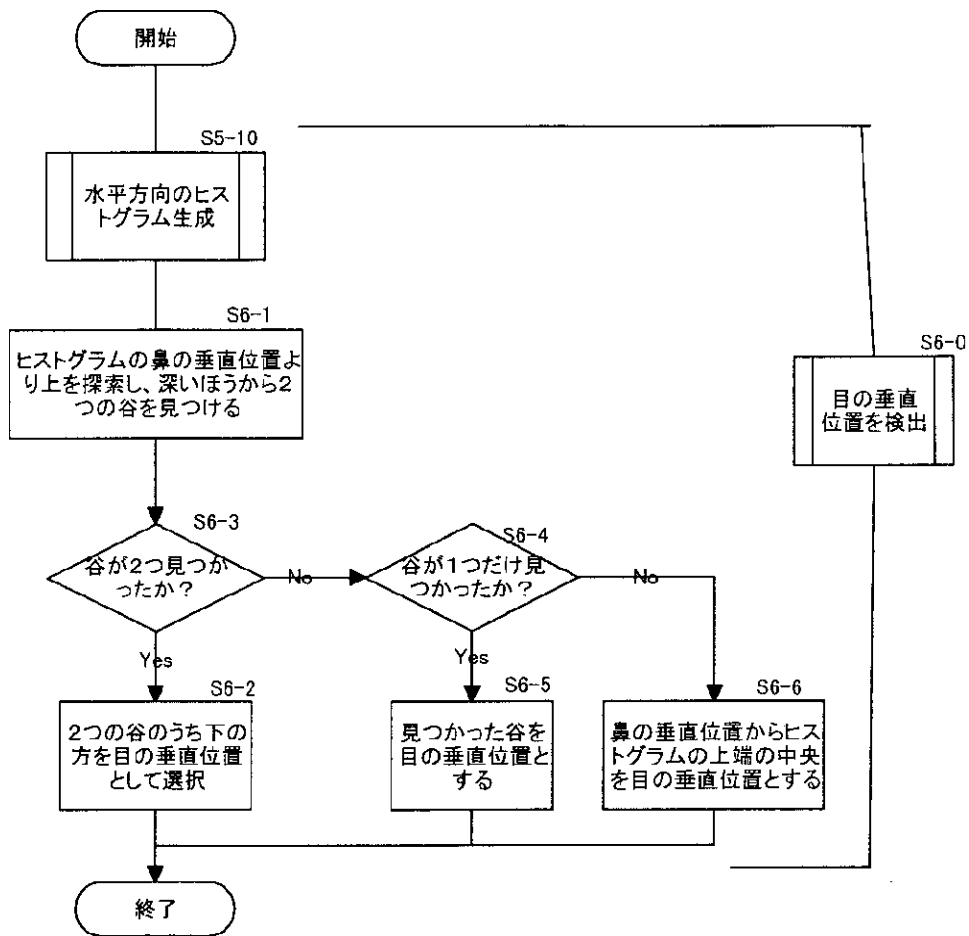 開始
S5-10
水平方向のヒス
トグラム生成
S6-1
ヒストグラムの鼻の垂直位置よ
り上を探索し、深いほうから2
つの谷を見つける
S6-0
目の垂直
位置を検出
S6-3
谷が2つ見つか
ったか？
No
S6-4
谷が1つだけ見
つかったか？
No
Yes
Yes
S6-2
2つの谷のうち下の
方を目の垂直位置
として選択
S6-5
見つかった谷を
目の垂直位置と
する
S6-6
鼻の垂直位置からヒス
トグラムの上端の中央
を目の垂直位置とする
終了